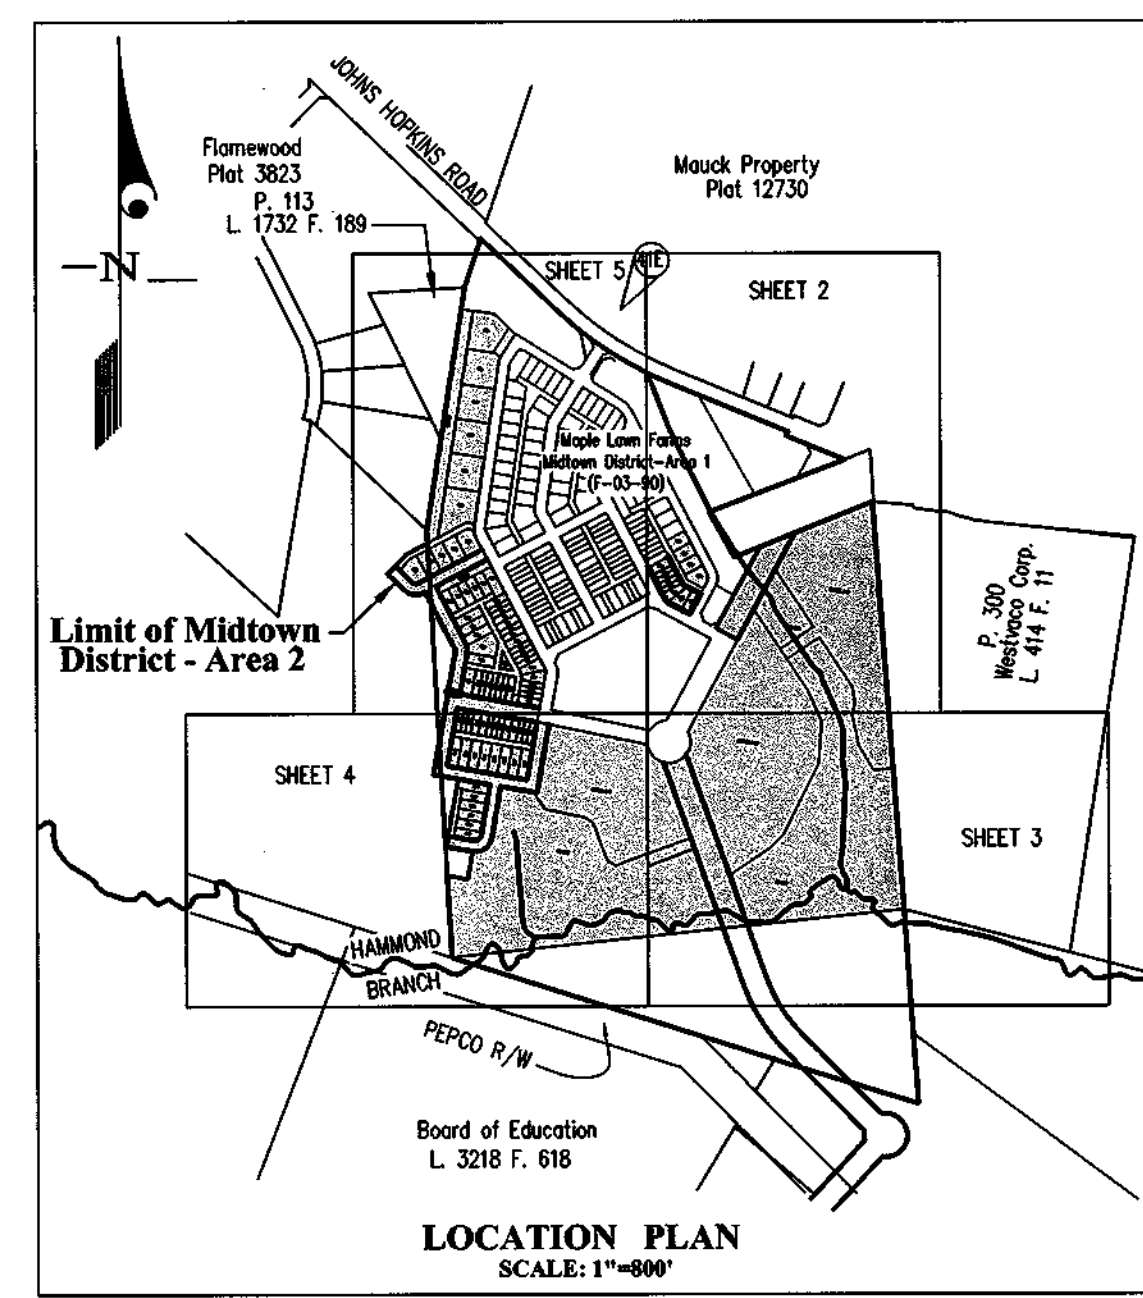 JOHNS HOPKINS ROAD
Flamewood
Plat 3823
P. 113
L. 1732 F. 189
Mauck Property
Plat 12730
N
SHEET 5
41E
SHEET 2
Maple Lawn Farms
Midtown District-Area 1
(F-03-90)
P. 300
Westvaco Corp.
L. 414 F. 11
Limit of Midtown
District - Area 2
SHEET 4
SHEET 3
HAMMOND
BRANCH
PEPCO R/W
Board of Education
L. 3218 F. 618
LOCATION PLAN
SCALE: 1"=800'